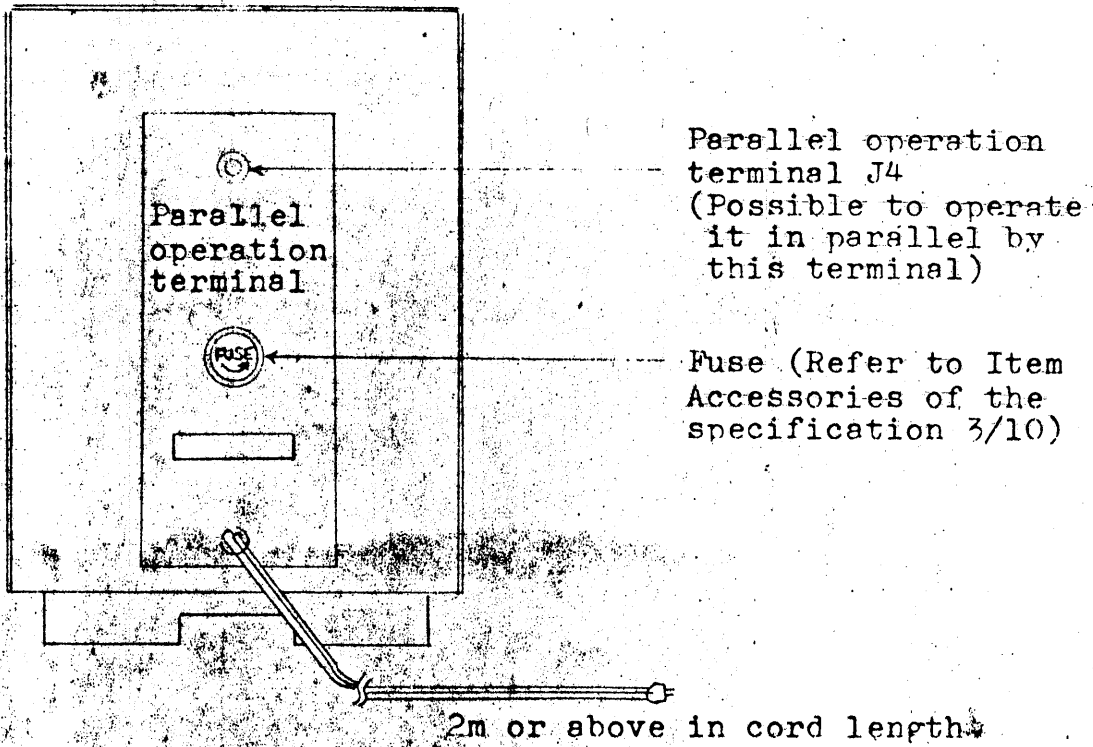 Parallel operation
terminal J4
(Possible to operate
it in parallel by
this terminal)
Parallel
operation
terminal
FUSE
Fuse (Refer to Item
Accessories of the
specification 3/10)
2m or above in cord length.